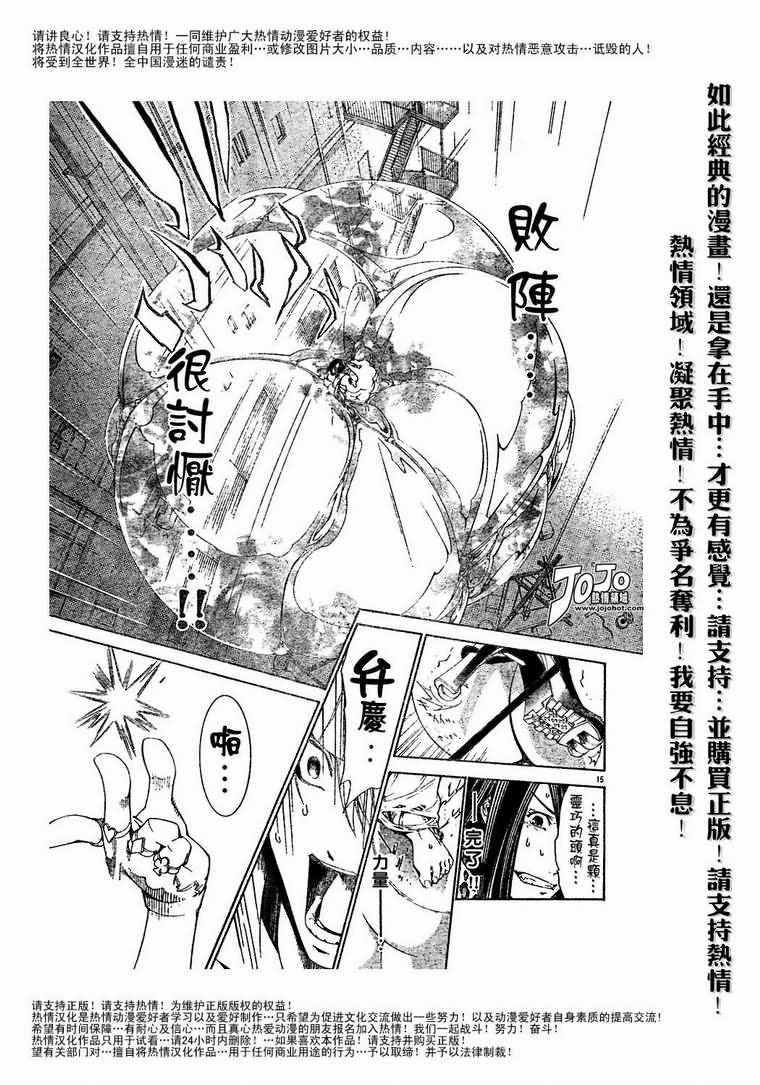 请讲良心！请支持热情！一同维护广大热情动漫爱好者的权益！
将热情汉化作品擅自用于任何商业盈利…或修改图片大小…品质…内容……以及对热情恶意攻击…诋毁的人！
将受到全世界！全中国漫迷的谴责！
如此經典的漫畫！還是拿在手中…才更有感覺…請支持…並購買正版！請支持熱情！
熱情領域！凝聚熱情！不為爭名奪利！我要自強不息！
敗陣……
很討懨……!!
JOJO
熱情領域
www.jojohot.com
15
…這真是顆
靈巧的頭啊…
——完了!!
力量——
弁慶‥
啪…
请支持正版！请支持热情！为维护正版版权的权益！
热情汉化是热情动漫爱好者学习以及爱好制作…只希望为促进文化交流做出一些努力！以及动漫爱好者自身素质的提高交流！
希望有时间保障…有耐心及信心…而且真心热爱动漫的朋友报名加入热情！我们一起战斗！努力！奋斗！
热情汉化作品只用于试看…请24小时内删除！…如果喜欢本作品！请支持并购买正版！
望有关部门对…擅自将热情汉化作品…用于任何商业用途的行为…予以取缔！并予以法律制裁！